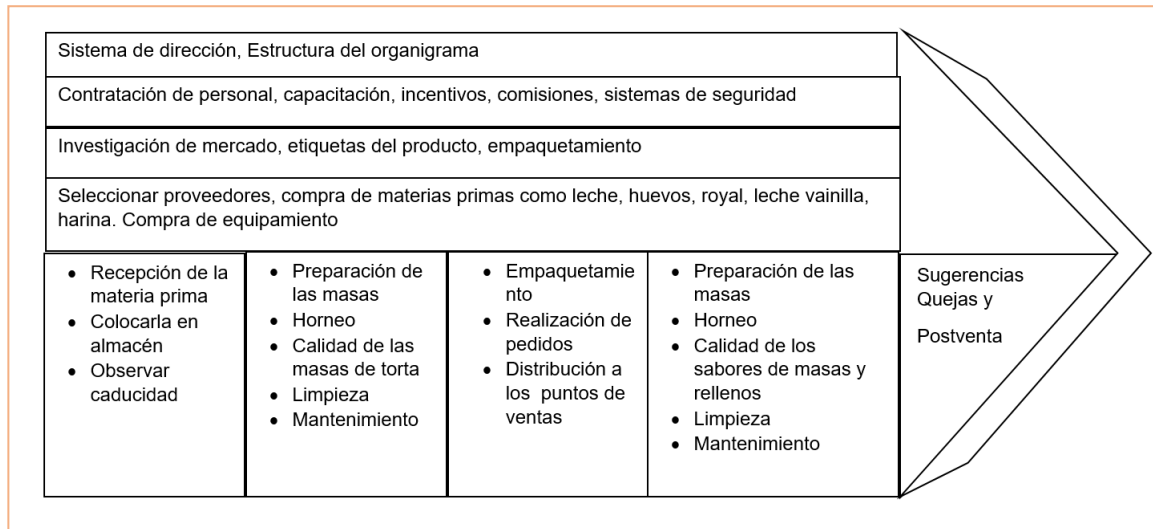 Sistema de dirección, Estructura del organigrama
Contratación de personal, capacitación, incentivos, comisiones, sistemas de seguridad
Investigación de mercado, etiquetas del producto, empaquetamiento
Seleccionar proveedores, compra de materias primas como leche, huevos, royal, leche vainilla,
harina. Compra de equipamiento
• Recepción de la
materia prima
• Colocarla en
almacén
• Observar
caducidad
• Preparación de
las masas
• Horneo
• Calidad de las
masas de torta
• Limpieza
• Mantenimiento
• Empaquetamie
nto
• Realización de
pedidos
• Distribución a
los puntos de
ventas
• Preparación de las
masas
• Horneo
• Calidad de los
sabores de masas y
rellenos
• Limpieza
• Mantenimiento
Sugerencias
Quejas y
Postventa